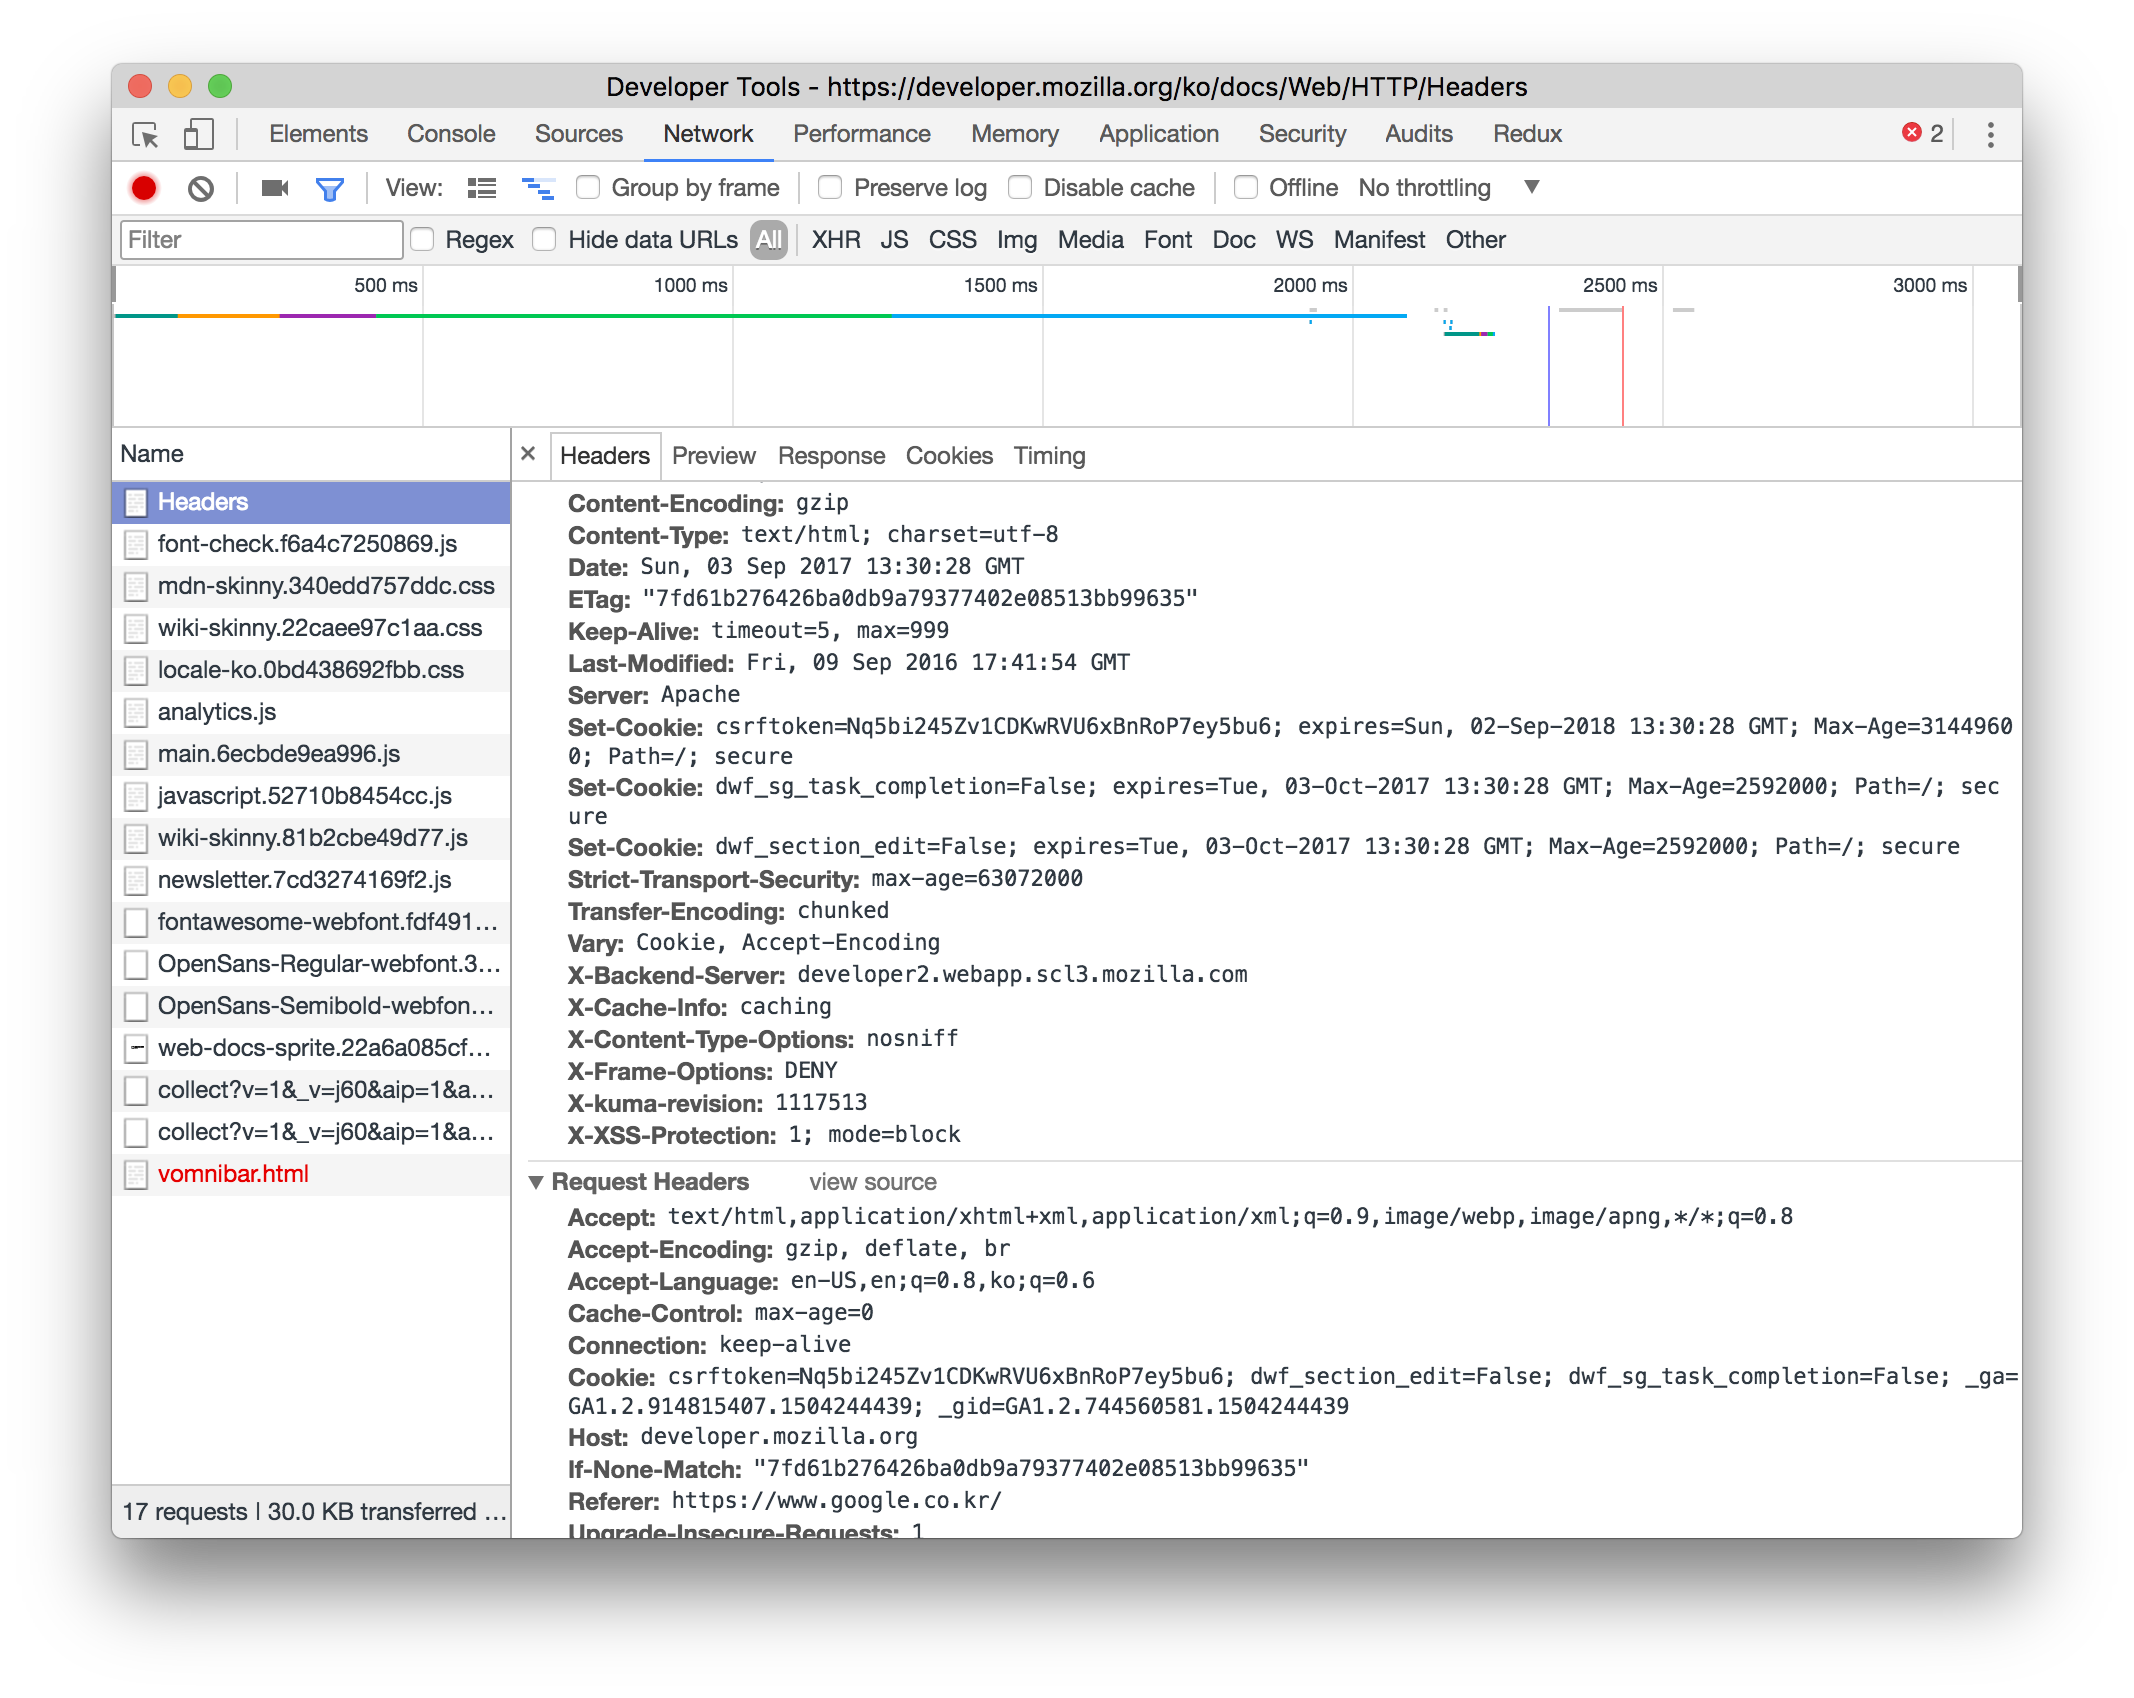 Developer Tools - https://developer.mozilla.org/ko/docs/Web/HTTP/Headers
Elements Console Sources Network Performance Memory Application Security Audits Redux 2
View: Group by frame Preserve log Disable cache Offline No throttling
Filter Regex Hide data URLs All XHR JS CSS Img Media Font Doc WS Manifest Other
500 ms 1000 ms 1500 ms 2000 ms 2500 ms 3000 ms
Name
Headers
font-check.f6a4c7250869.js
mdn-skinny.340edd757ddc.css
wiki-skinny.22caee97c1aa.css
locale-ko.0bd438692fbb.css
analytics.js
main.6ecbde9ea996.js
javascript.52710b8454cc.js
wiki-skinny.81b2cbe49d77.js
newsletter.7cd3274169f2.js
fontawesome-webfont.fdf491...
OpenSans-Regular-webfont.3...
OpenSans-Semibold-webfon...
web-docs-sprite.22a6a085cf...
collect?v=1&_v=j60&aip=1&a...
collect?v=1&_v=j60&aip=1&a...
vomnibar.html
17 requests | 30.0 KB transferred ...
× Headers Preview Response Cookies Timing
Content-Encoding: gzip
Content-Type: text/html; charset=utf-8
Date: Sun, 03 Sep 2017 13:30:28 GMT
ETag: "7fd61b276426ba0db9a79377402e08513bb99635"
Keep-Alive: timeout=5, max=999
Last-Modified: Fri, 09 Sep 2016 17:41:54 GMT
Server: Apache
Set-Cookie: csrftoken=Nq5bi245Zv1CDKwRVU6xBnRoP7ey5bu6; expires=Sun, 02-Sep-2018 13:30:28 GMT; Max-Age=3144960
0; Path=/; secure
Set-Cookie: dwf_sg_task_completion=False; expires=Tue, 03-Oct-2017 13:30:28 GMT; Max-Age=2592000; Path=/; sec
ure
Set-Cookie: dwf_section_edit=False; expires=Tue, 03-Oct-2017 13:30:28 GMT; Max-Age=2592000; Path=/; secure
Strict-Transport-Security: max-age=63072000
Transfer-Encoding: chunked
Vary: Cookie, Accept-Encoding
X-Backend-Server: developer2.webapp.scl3.mozilla.com
X-Cache-Info: caching
X-Content-Type-Options: nosniff
X-Frame-Options: DENY
X-kuma-revision: 1117513
X-XSS-Protection: 1; mode=block
▼ Request Headers view source
Accept: text/html,application/xhtml+xml,application/xml;q=0.9,image/webp,image/apng,*/*;q=0.8
Accept-Encoding: gzip, deflate, br
Accept-Language: en-US,en;q=0.8,ko;q=0.6
Cache-Control: max-age=0
Connection: keep-alive
Cookie: csrftoken=Nq5bi245Zv1CDKwRVU6xBnRoP7ey5bu6; dwf_section_edit=False; dwf_sg_task_completion=False; _ga=
GA1.2.914815407.1504244439; _gid=GA1.2.744560581.1504244439
Host: developer.mozilla.org
If-None-Match: "7fd61b276426ba0db9a79377402e08513bb99635"
Referer: https://www.google.co.kr/
Upgrade-Insecure-Requests: 1